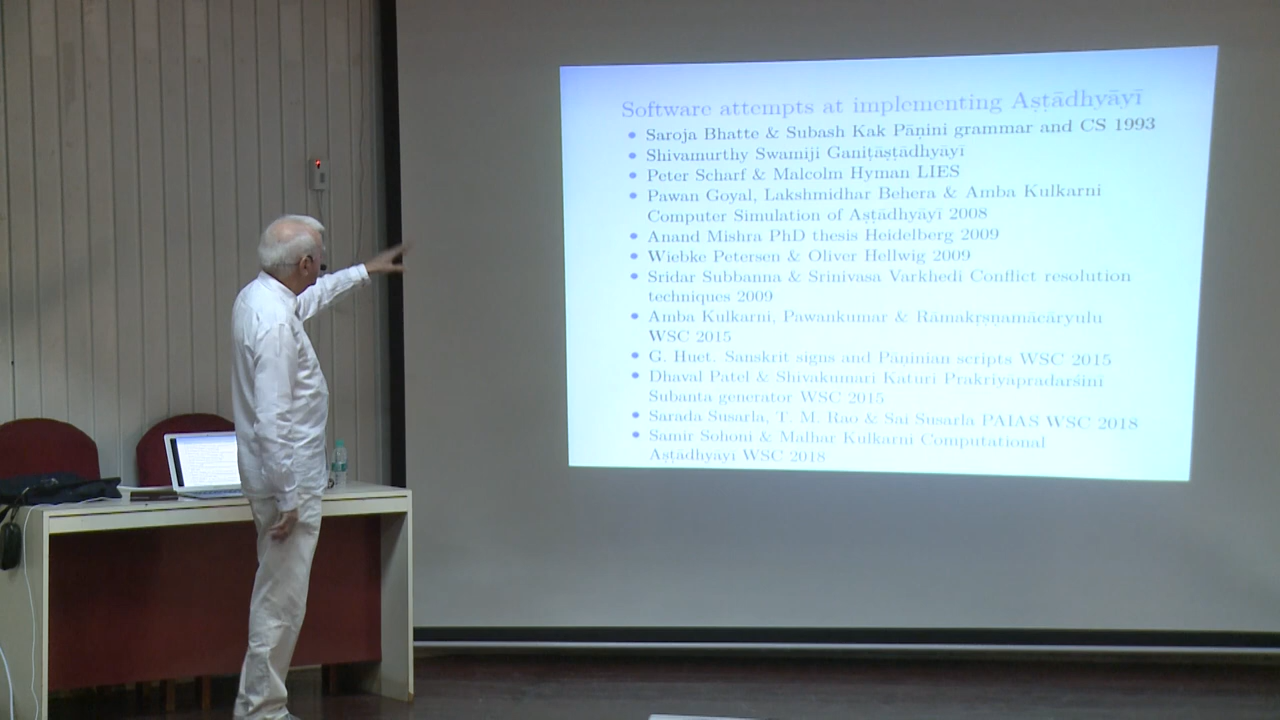 Software attempts at implementing Aṣṭādhyāyī
• Saroja Bhatte & Subash Kak Pāṇini grammar and CS 1993
• Shivamurthy Swamiji Gaṇitāṣṭādhyāyī
• Peter Scharf & Malcolm Hyman LIES
• Pawan Goyal, Lakshmidhar Behera & Amba Kulkarni
Computer Simulation of Aṣṭādhyāyī 2008
• Anand Mishra PhD thesis Heidelberg 2009
• Wiebke Petersen & Oliver Hellwig 2009
• Sridar Subbanna & Srinivasa Varkhedi Conflict resolution
techniques 2009
• Amba Kulkarni, Pawankumar & Rāmakṛṣṇamācāryulu
WSC 2015
• G. Huet. Sanskrit signs and Pāṇinian scripts WSC 2015
• Dhaval Patel & Shivakumari Katuri Prakriyāpradarśinī
Subanta generator WSC 2015
• Sarada Susarla, T. M. Rao & Sai Susarla PAIAS WSC 2018
• Samir Sohoni & Malhar Kulkarni Computational
Aṣṭādhyāyī WSC 2018